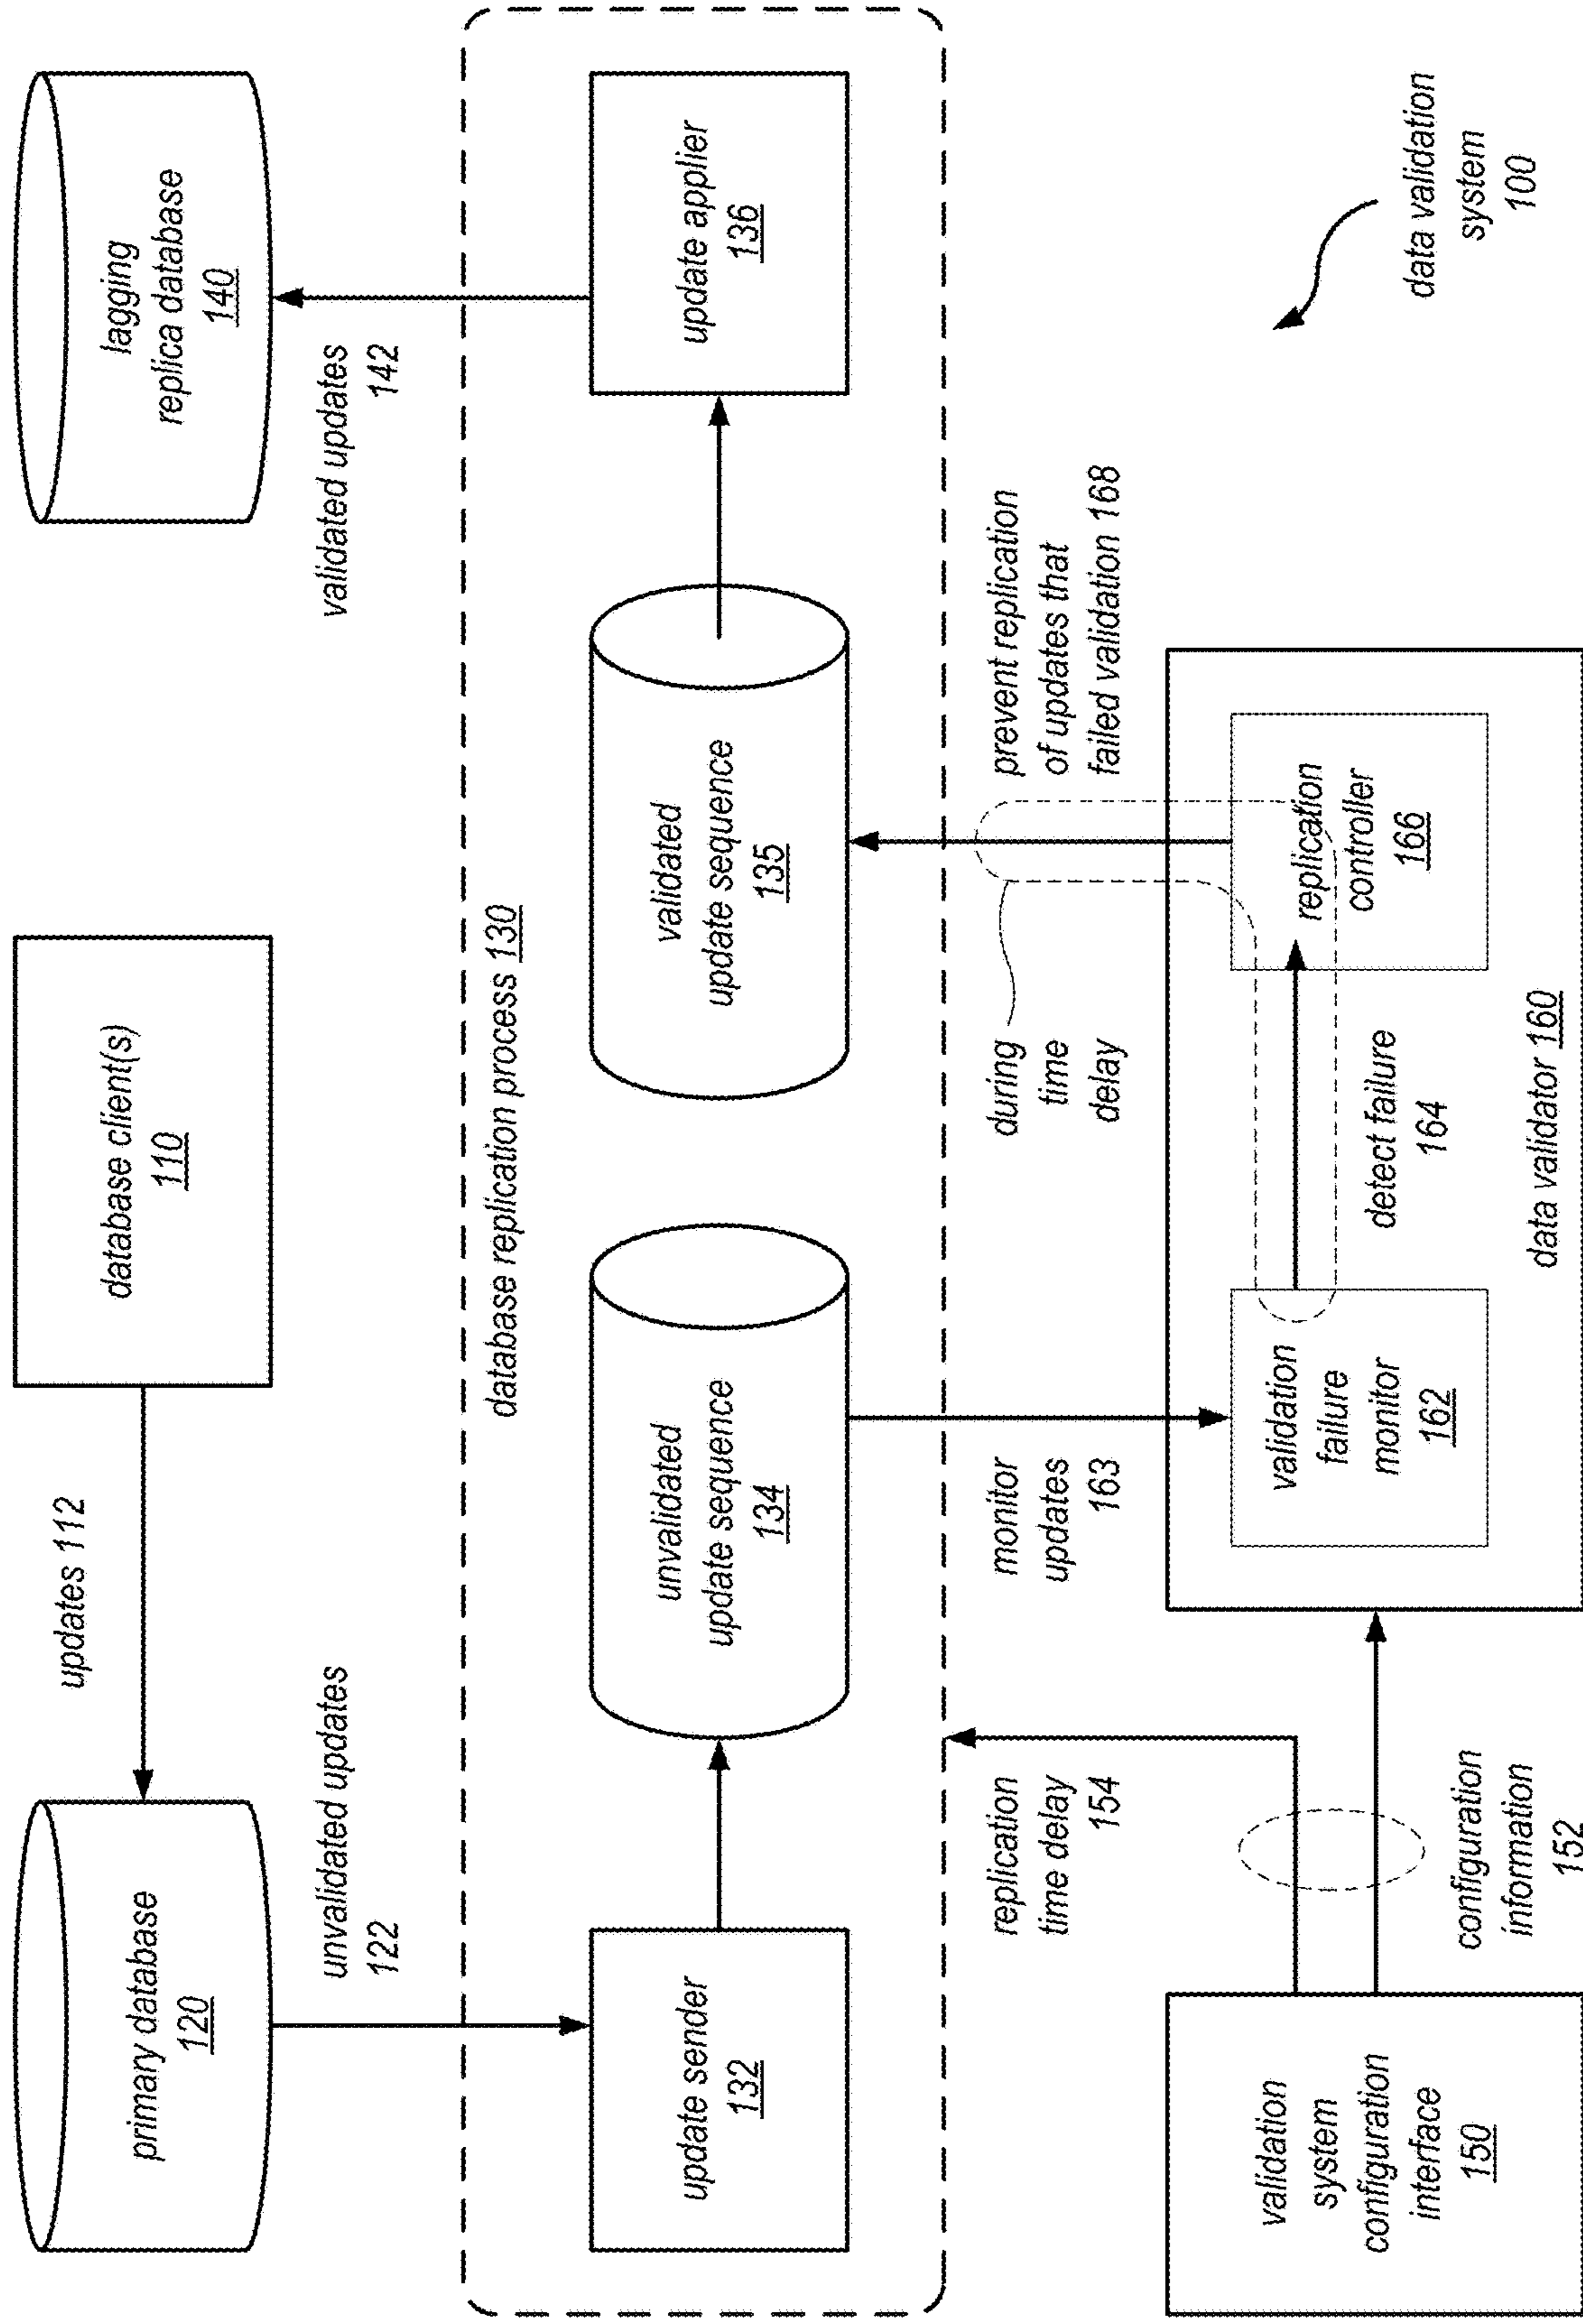 primary database
120
updates 112
database client(s)
110
lagging
replica database
140
unvalidated updates
122
validated updates
142
database replication process 130
update sender
132
unvalidated
update sequence
134
validated
update sequence
135
update applier
136
replication
time delay
154
monitor
updates
163
during
time
delay
prevent replication
of updates that
failed validation 168
validation
system
configuration
interface
150
configuration
information
152
validation
failure
monitor
162
detect failure
164
replication
controller
166
data validator 160
data validation
system
100